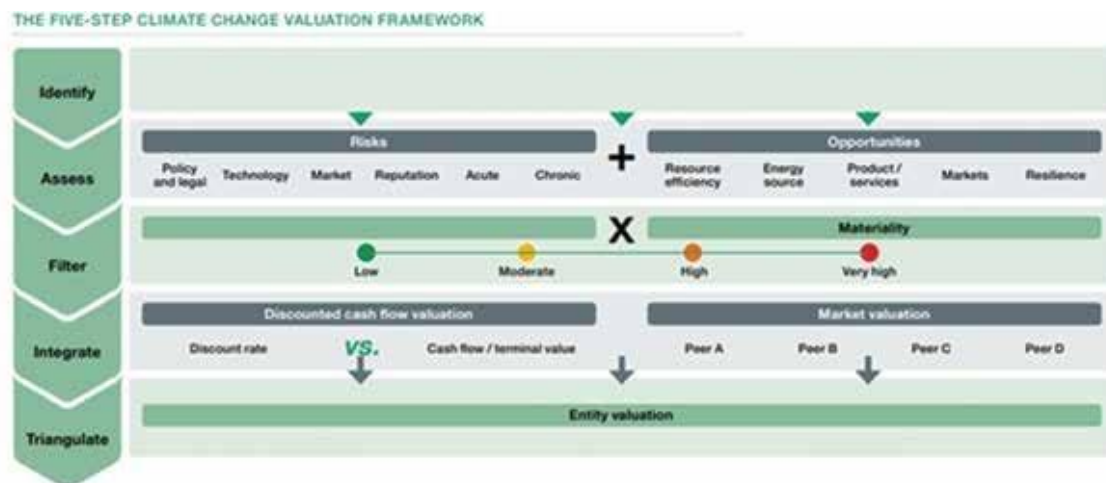 THE FIVE-STEP CLIMATE CHANGE VALUATION FRAMEWORK
Identify
Assess
Risks
+
Opportunities
Policy
and legal
Technology
Market
Reputation
Acute
Chronic
Resource
efficiency
Energy
source
Product /
services
Markets
Resilience
Filter
X
Materiality
Low
Moderate
High
Very high
Integrate
Discounted cash flow valuation
Market valuation
Discount rate
VS.
Cash flow / terminal value
Peer A
Peer B
Peer C
Peer D
Triangulate
Entity valuation